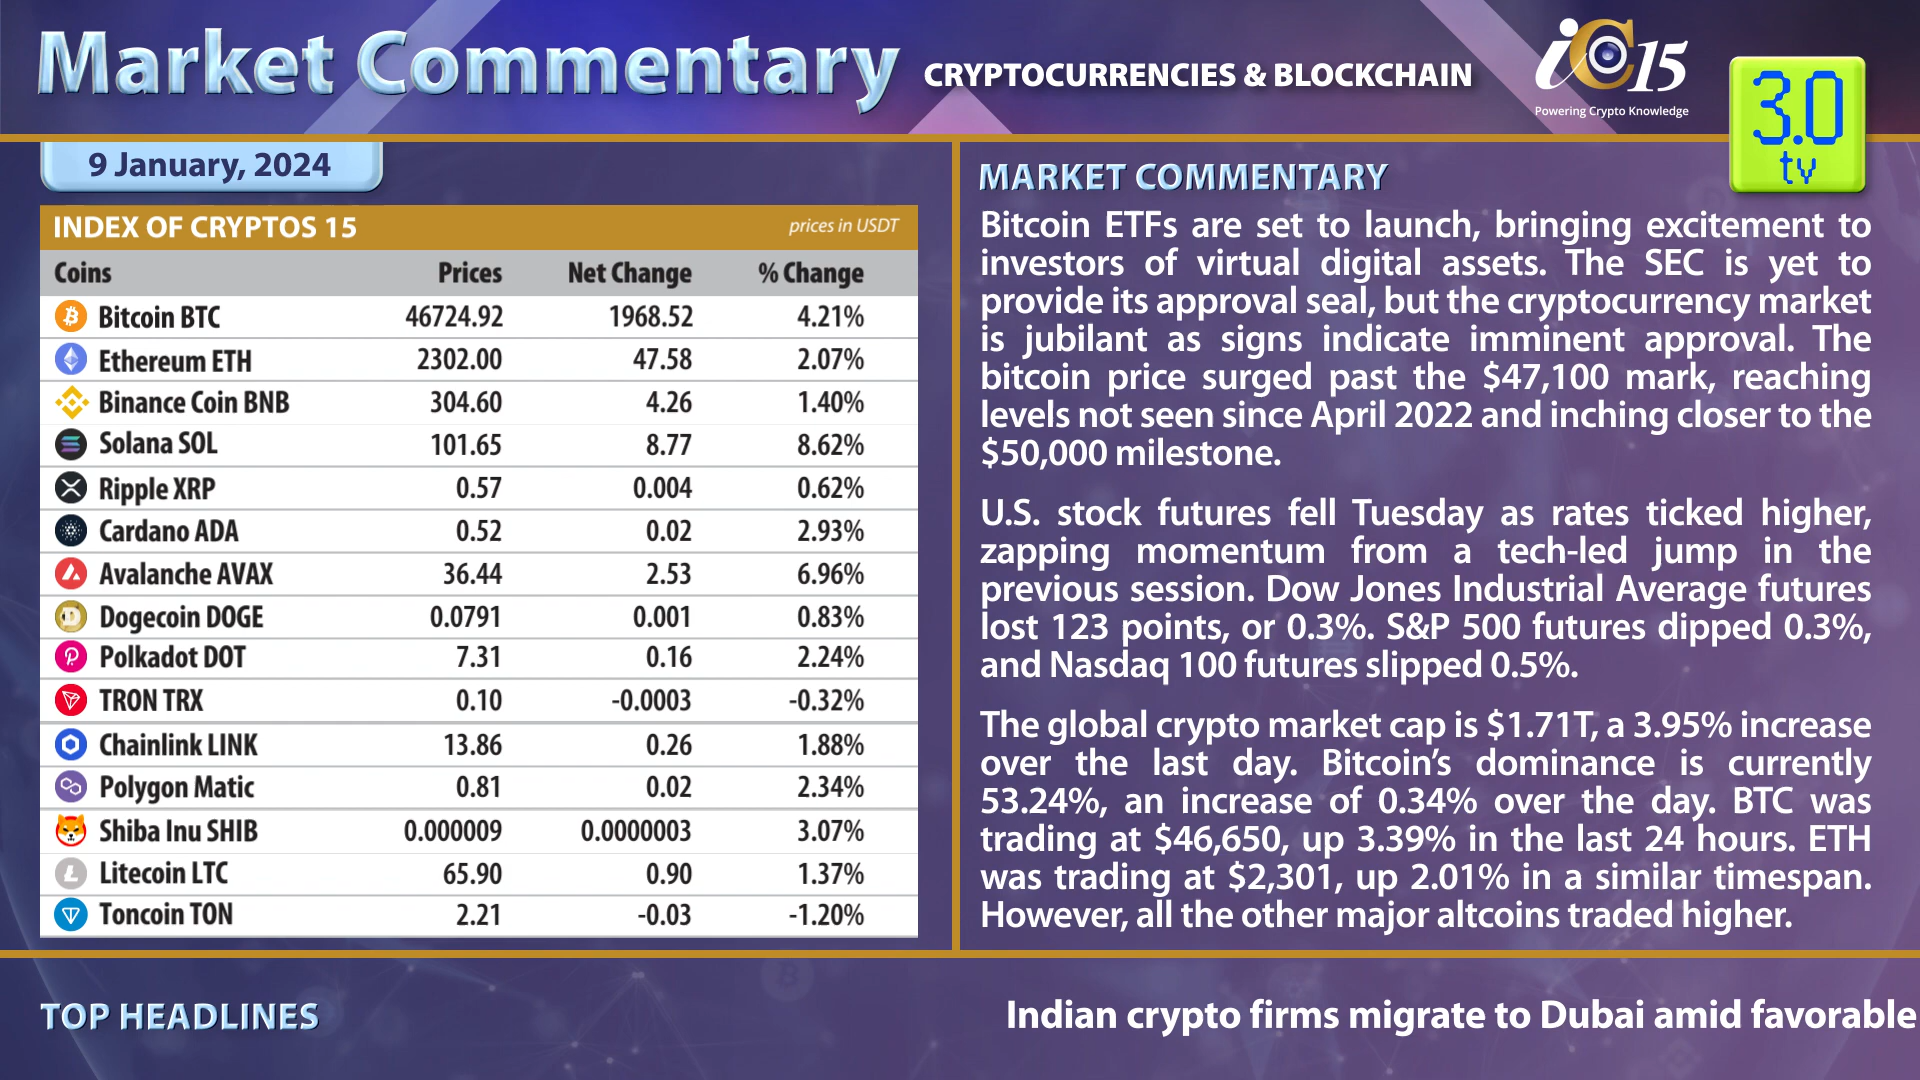 Market Commentary
CRYPTOCURRENCIES & BLOCKCHAIN
iC15
Powering Crypto Knowledge
3.0
tv
9 January, 2024
INDEX OF CRYPTOS 15 prices in USDT
Coins Prices Net Change % Change
Bitcoin BTC 46724.92 1968.52 4.21%
Ethereum ETH 2302.00 47.58 2.07%
Binance Coin BNB 304.60 4.26 1.40%
Solana SOL 101.65 8.77 8.62%
Ripple XRP 0.57 0.004 0.62%
Cardano ADA 0.52 0.02 2.93%
Avalanche AVAX 36.44 2.53 6.96%
Dogecoin DOGE 0.0791 0.001 0.83%
Polkadot DOT 7.31 0.16 2.24%
TRON TRX 0.10 -0.0003 -0.32%
Chainlink LINK 13.86 0.26 1.88%
Polygon Matic 0.81 0.02 2.34%
Shiba Inu SHIB 0.000009 0.0000003 3.07%
Litecoin LTC 65.90 0.90 1.37%
Toncoin TON 2.21 -0.03 -1.20%
MARKET COMMENTARY
Bitcoin ETFs are set to launch, bringing excitement to
investors of virtual digital assets. The SEC is yet to
provide its approval seal, but the cryptocurrency market
is jubilant as signs indicate imminent approval. The
bitcoin price surged past the $47,100 mark, reaching
levels not seen since April 2022 and inching closer to the
$50,000 milestone.
U.S. stock futures fell Tuesday as rates ticked higher,
zapping momentum from a tech-led jump in the
previous session. Dow Jones Industrial Average futures
lost 123 points, or 0.3%. S&P 500 futures dipped 0.3%,
and Nasdaq 100 futures slipped 0.5%.
The global crypto market cap is $1.71T, a 3.95% increase
over the last day. Bitcoin’s dominance is currently
53.24%, an increase of 0.34% over the day. BTC was
trading at $46,650, up 3.39% in the last 24 hours. ETH
was trading at $2,301, up 2.01% in a similar timespan.
However, all the other major altcoins traded higher.
TOP HEADLINES
Indian crypto firms migrate to Dubai amid favorable